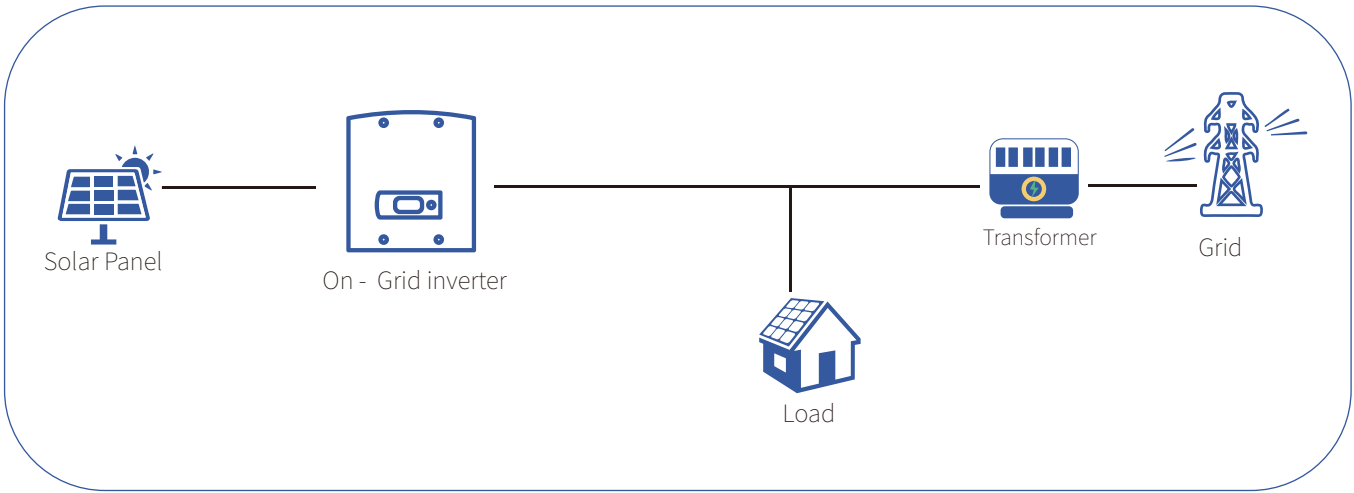 Solar Panel
On - Grid inverter
Transformer
Grid
Load